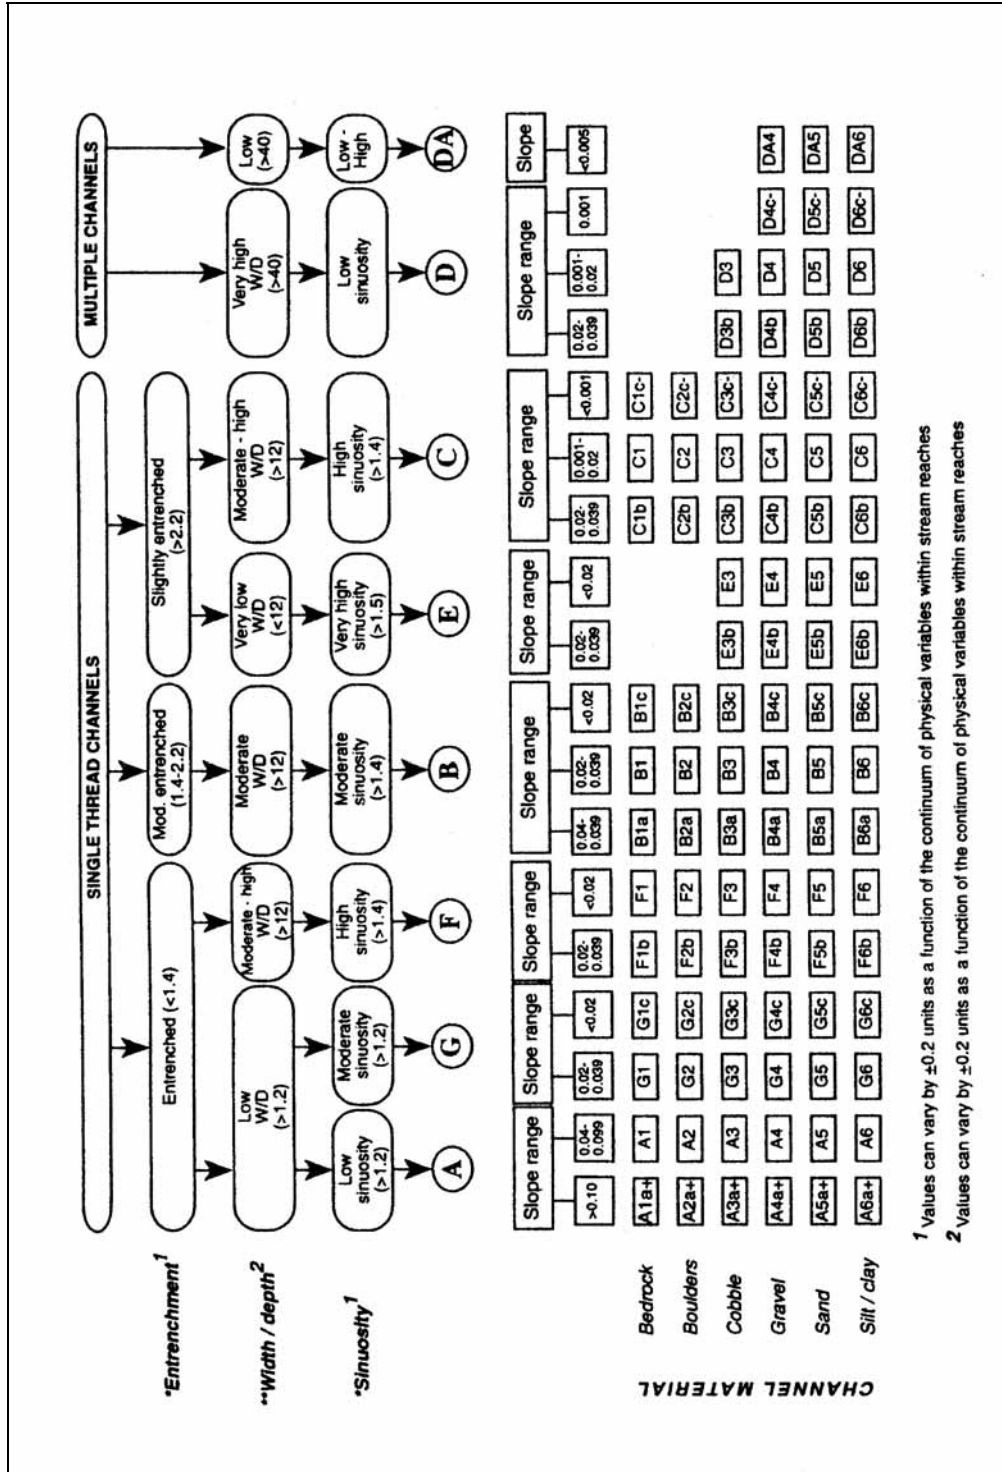 SINGLE THREAD CHANNELS
MULTIPLE CHANNELS
*Entrenchment¹
Entrenched (<1.4)
Mod. entrenched
(1.4-2.2)
Slightly entrenched
(>2.2)
**Width / depth²
Low
W/D
(>1.2)
Moderate - high
W/D
(>12)
Moderate
W/D
(>12)
Very low
W/D
(<12)
Moderate - high
W/D
(>12)
Very high
W/D
(>40)
Low
(>40)
*Sinuosity¹
Low
sinuosity
(>1.2)
Moderate
sinuosity
(>1.2)
High
sinuosity
(>1.4)
Moderate
sinuosity
(>1.4)
Very high
sinuosity
(>1.5)
High
sinuosity
(>1.4)
Low
sinuosity
Low -
High
A G F B E C D DA
Slope range Slope range Slope range Slope range Slope range Slope range Slope range Slope
>0.10
0.04-
0.099
0.02-
0.039
<0.02
0.02-
0.039
<0.02
0.04-
0.039
0.02-
0.039
<0.02
0.02-
0.039
<0.02
0.02-
0.039
0.001-
0.02
<0.001
0.02-
0.039
0.001-
0.02
0.001
<0.005
CHANNEL MATERIAL
Bedrock A1a+ A1 G1 G1c F1b F1 B1a B1 B1c C1b C1 C1c-
Boulders A2a+ A2 G2 G2c F2b F2 B2a B2 B2c C2b C2 C2c-
Cobble A3a+ A3 G3 G3c F3b F3 B3a B3 B3c E3b E3 C3b C3 C3c- D3b D3
Gravel A4a+ A4 G4 G4c F4b F4 B4a B4 B4c E4b E4 C4b C4 C4c- D4b D4 D4c- DA4
Sand A5a+ A5 G5 G5c F5b F5 B5a B5 B5c E5b E5 C5b C5 C5c- D5b D5 D5c- DA5
Silt / clay A6a+ A6 G6 G6c F6b F6 B6a B6 B6c E6b E6 C6b C6 C6c- D6b D6 D6c- DA6
1 Values can vary by ±0.2 units as a function of the continuum of physical variables within stream reaches
2 Values can vary by ±0.2 units as a function of the continuum of physical variables within stream reaches